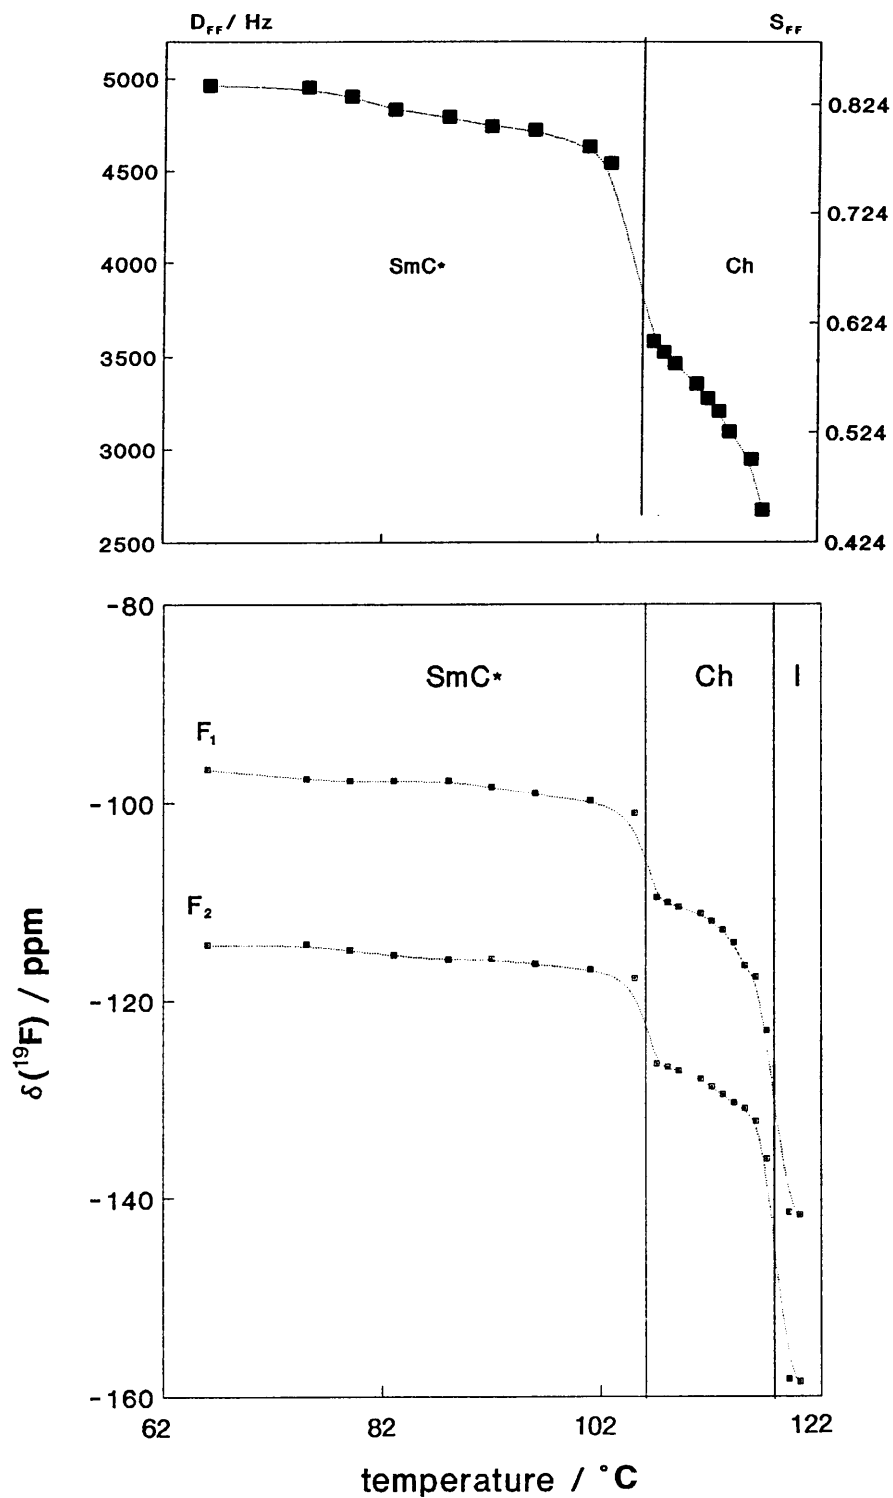 D_FF / Hz S_FF
5000
0.824
4500
0.724
4000 SmC* Ch
0.624
3500
3000 0.524
2500 0.424
-80
SmC* Ch I
F₁
-100
F₂
-120
-140
-160
62 82 102 122
δ(¹⁹F) / ppm
temperature / °C